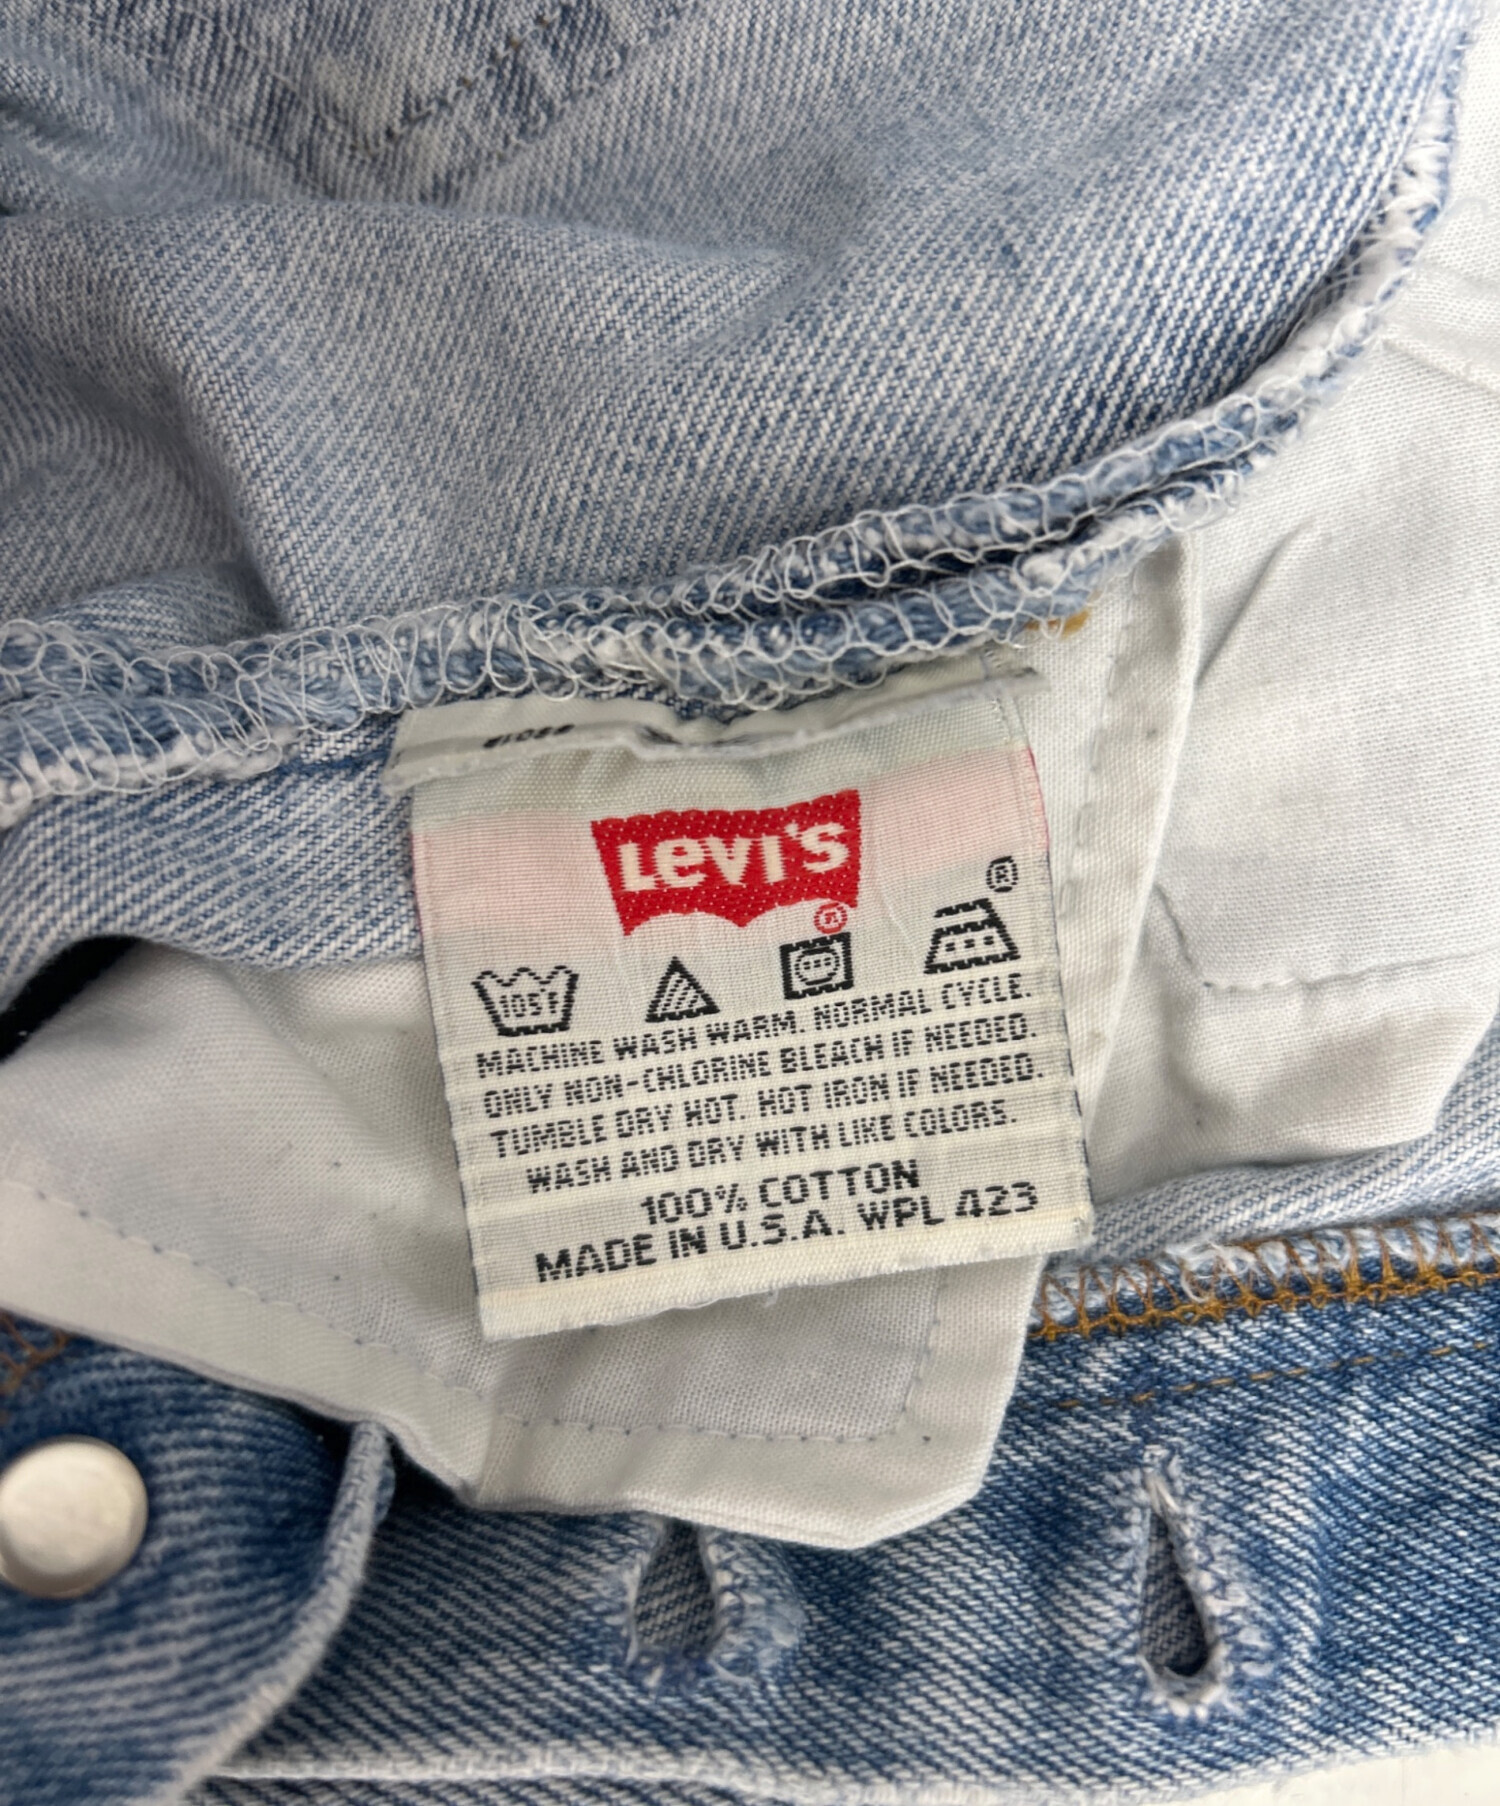 Levi's
®
®
105F
MACHINE WASH WARM. NORMAL CYCLE.
ONLY NON-CHLORINE BLEACH IF NEEDED.
TUMBLE DRY HOT. HOT IRON IF NEEDED.
WASH AND DRY WITH LIKE COLORS.
100% COTTON
MADE IN U.S.A. WPL 423